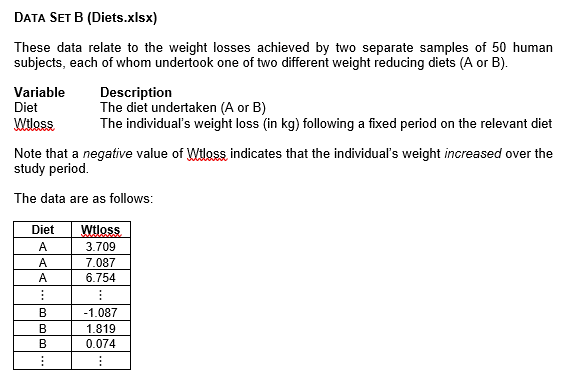 DATA SET B (Diets.xlsx)
These data relate to the weight losses achieved by two separate samples of 50 human
subjects, each of whom undertook one of two different weight reducing diets (A or B).
Variable Description
Diet The diet undertaken (A or B)
Wtloss The individual's weight loss (in kg) following a fixed period on the relevant diet
Note that a negative value of Wtloss indicates that the individual's weight increased over the
study period.
The data are as follows:
Diet Wtloss
A 3.709
A 7.087
A 6.754
⋮ ⋮
B -1.087
B 1.819
B 0.074
⋮ ⋮